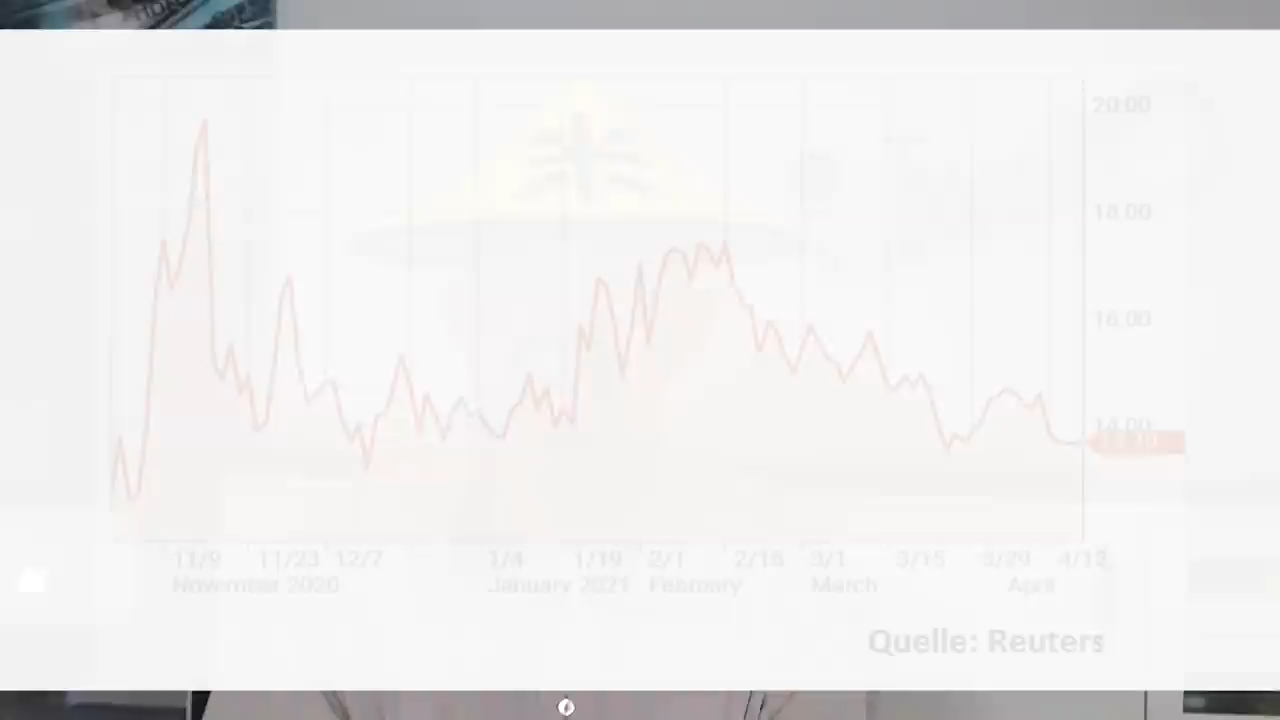 20.00
18.00
16.00
14.00
11/9 11/23 12/7 1/4 1/19 2/1 2/16 3/1 3/15 3/29 4/12
November 2020 January 2021 February March April
Quelle: Reuters